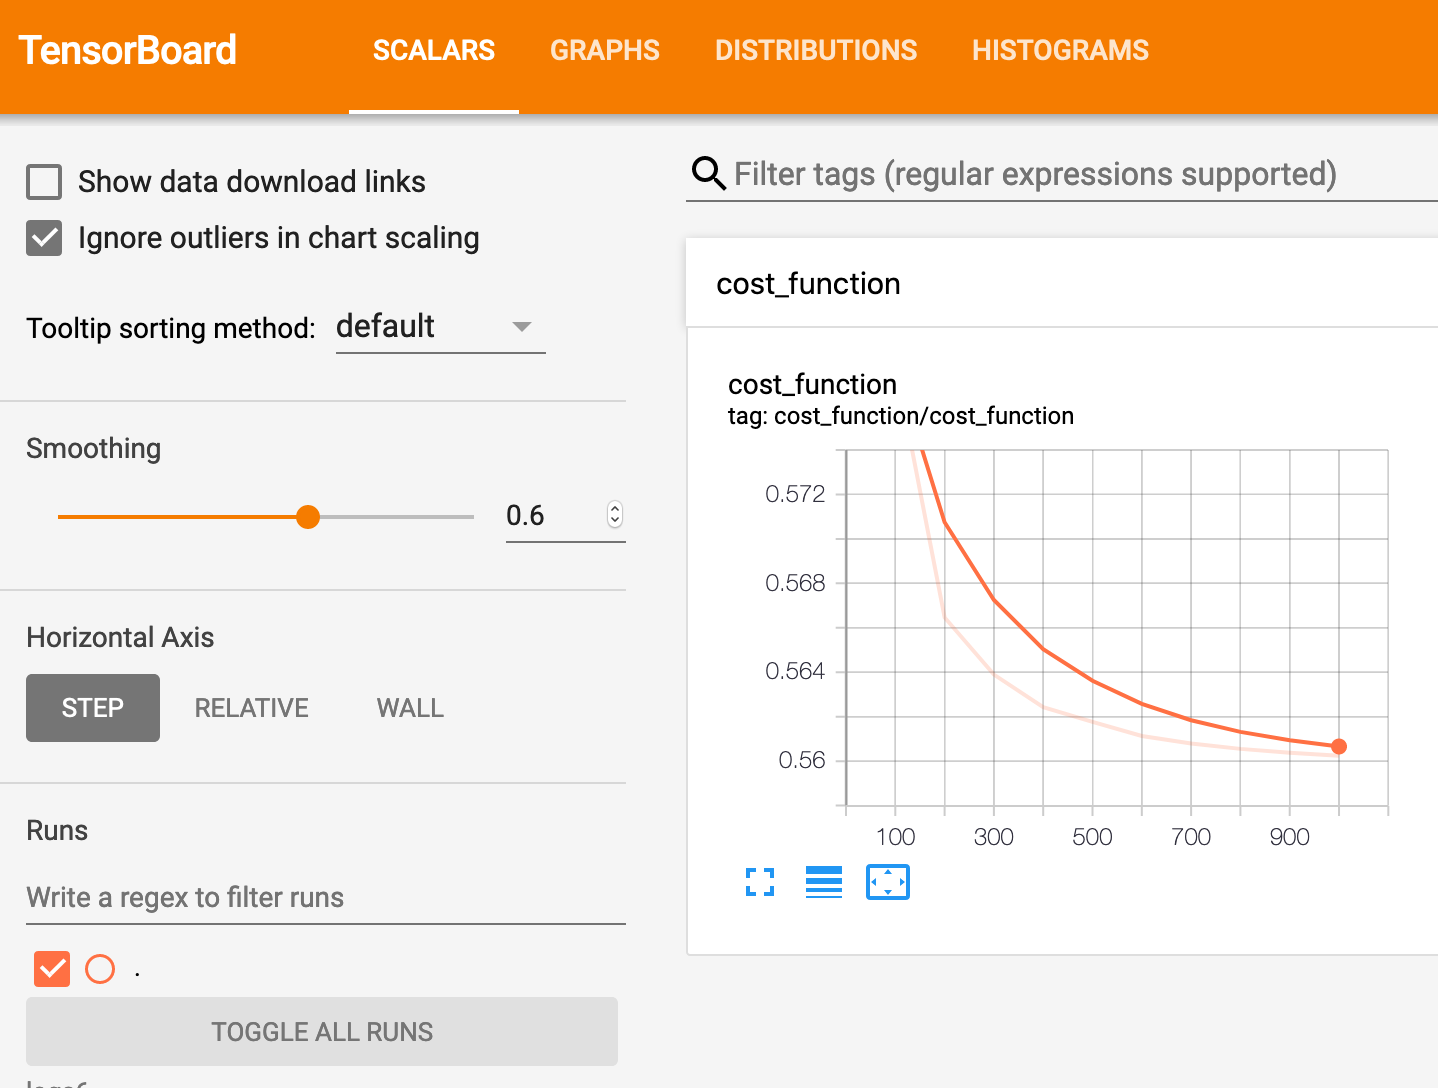 TensorBoard SCALARS GRAPHS DISTRIBUTIONS HISTOGRAMS
Show data download links
Ignore outliers in chart scaling
Tooltip sorting method: default
Smoothing
0.6
Horizontal Axis
STEP RELATIVE WALL
Runs
Write a regex to filter runs
.
TOGGLE ALL RUNS
Filter tags (regular expressions supported)
cost_function
cost_function
tag: cost_function/cost_function
0.572
0.568
0.564
0.56
100 300 500 700 900